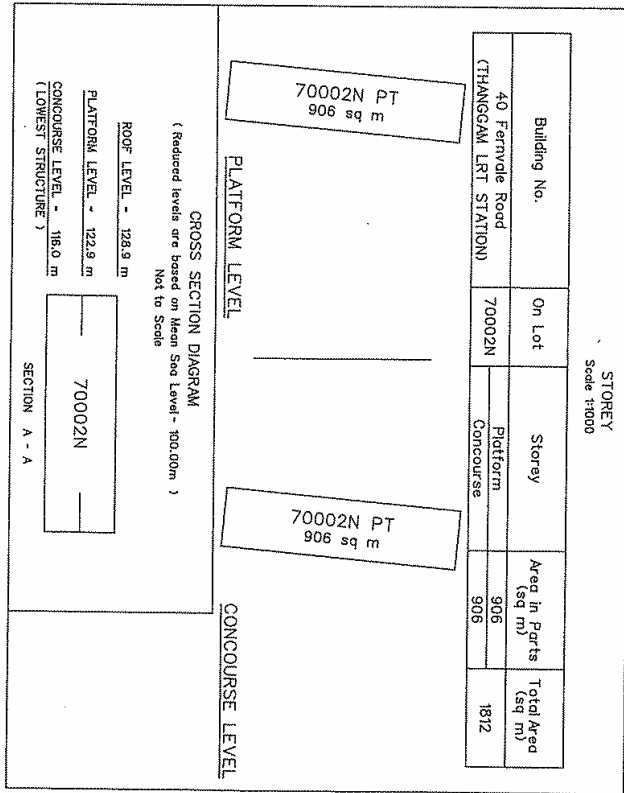 STOREY
Scale 1:1000
Building No.
On Lot
Storey
Area in Parts
(sq m)
Total Area
(sq m)
40 Fernvale Road
(THANGGAM LRT STATION)
70002N
Platform
906
Concourse
906
1812
70002N PT
906 sq m
PLATFORM LEVEL
70002N PT
906 sq m
CONCOURSE LEVEL
CROSS SECTION DIAGRAM
( Reduced levels are based on Mean Sea Level - 100.00m )
Not to Scale
ROOF LEVEL - 128.9 m
PLATFORM LEVEL - 122.9 m
CONCOURSE LEVEL - 116.0 m
( LOWEST STRUCTURE )
70002N
SECTION A - A